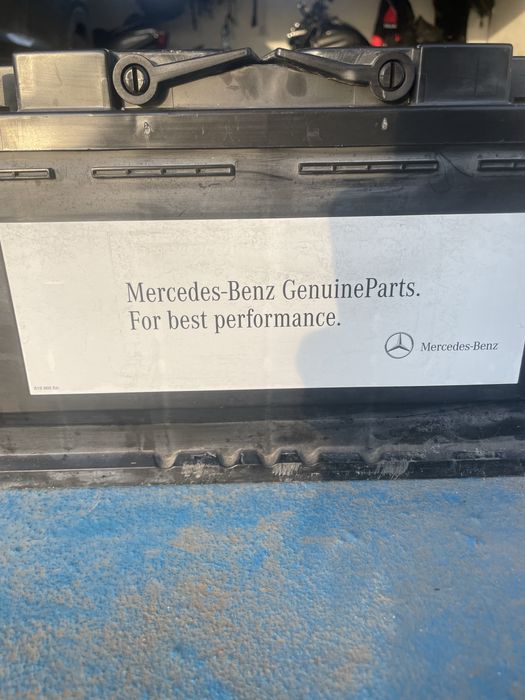 Mercedes-Benz GenuineParts.
For best performance.
Mercedes-Benz